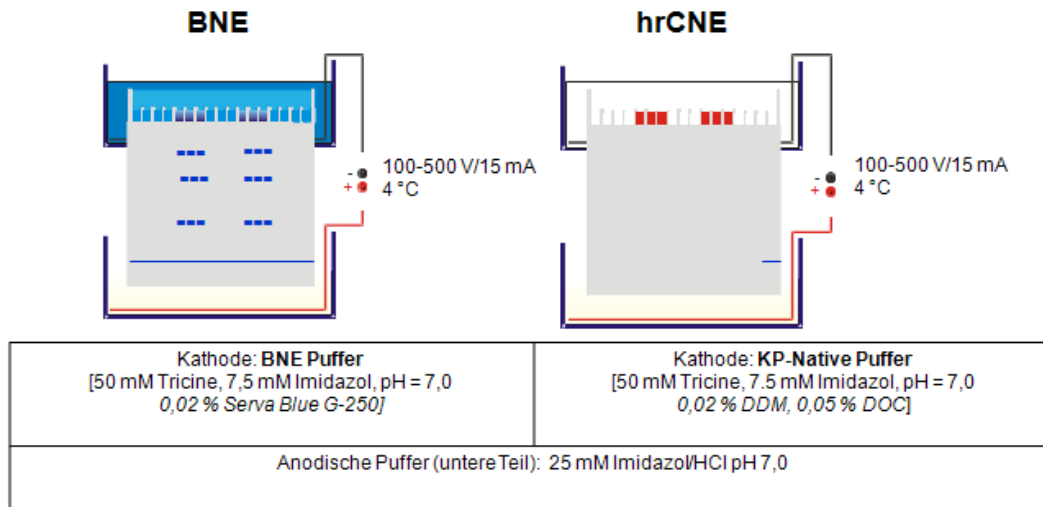 BNE
hrCNE
100-500 V/15 mA
- 
+ 4 °C
100-500 V/15 mA
-
+ 4 °C
Kathode: BNE Puffer
[50 mM Tricine, 7,5 mM Imidazol, pH = 7,0
0,02 % Serva Blue G-250]
Kathode: KP-Native Puffer
[50 mM Tricine, 7.5 mM Imidazol, pH = 7,0
0,02 % DDM, 0,05 % DOC]
Anodische Puffer (untere Teil): 25 mM Imidazol/HCl pH 7,0